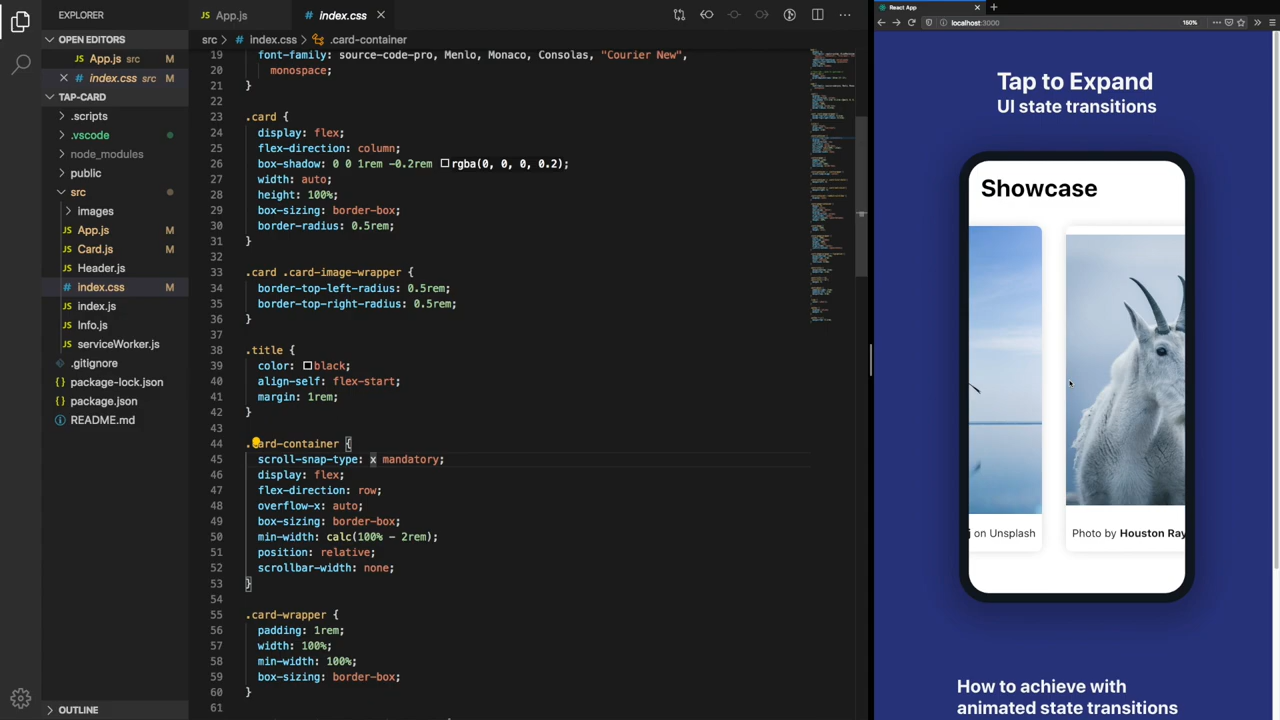 EXPLORER
OPEN EDITORS
App.js src M
index.css src M
TAP-CARD
.scripts
.vscode
node_modules
public
src
images
App.js M
Card.js M
Header.js
index.css M
index.js
Info.js
serviceWorker.js M
.gitignore
package-lock.json
package.json
README.md
OUTLINE
App.js index.css
src > index.css > .card-container
19 font-family: source-code-pro, Menlo, Monaco, Consolas, "Courier New",
20 monospace;
21 }
22
23 .card {
24 display: flex;
25 flex-direction: column;
26 box-shadow: 0 0 1rem -0.2rem rgba(0, 0, 0, 0.2);
27 width: auto;
28 height: 100%;
29 box-sizing: border-box;
30 border-radius: 0.5rem;
31 }
32
33 .card .card-image-wrapper {
34 border-top-left-radius: 0.5rem;
35 border-top-right-radius: 0.5rem;
36 }
37
38 .title {
39 color: black;
40 align-self: flex-start;
41 margin: 1rem;
42 }
43
44 .card-container {
45 scroll-snap-type: x mandatory;
46 display: flex;
47 flex-direction: row;
48 overflow-x: auto;
49 box-sizing: border-box;
50 min-width: calc(100% - 2rem);
51 position: relative;
52 scrollbar-width: none;
53 }
54
55 .card-wrapper {
56 padding: 1rem;
57 width: 100%;
58 min-width: 100%;
59 box-sizing: border-box;
60 }
61
React App
localhost:3000
150%
Tap to Expand
UI state transitions
Showcase
j on Unsplash
Photo by Houston Ray
How to achieve with
animated state transitions